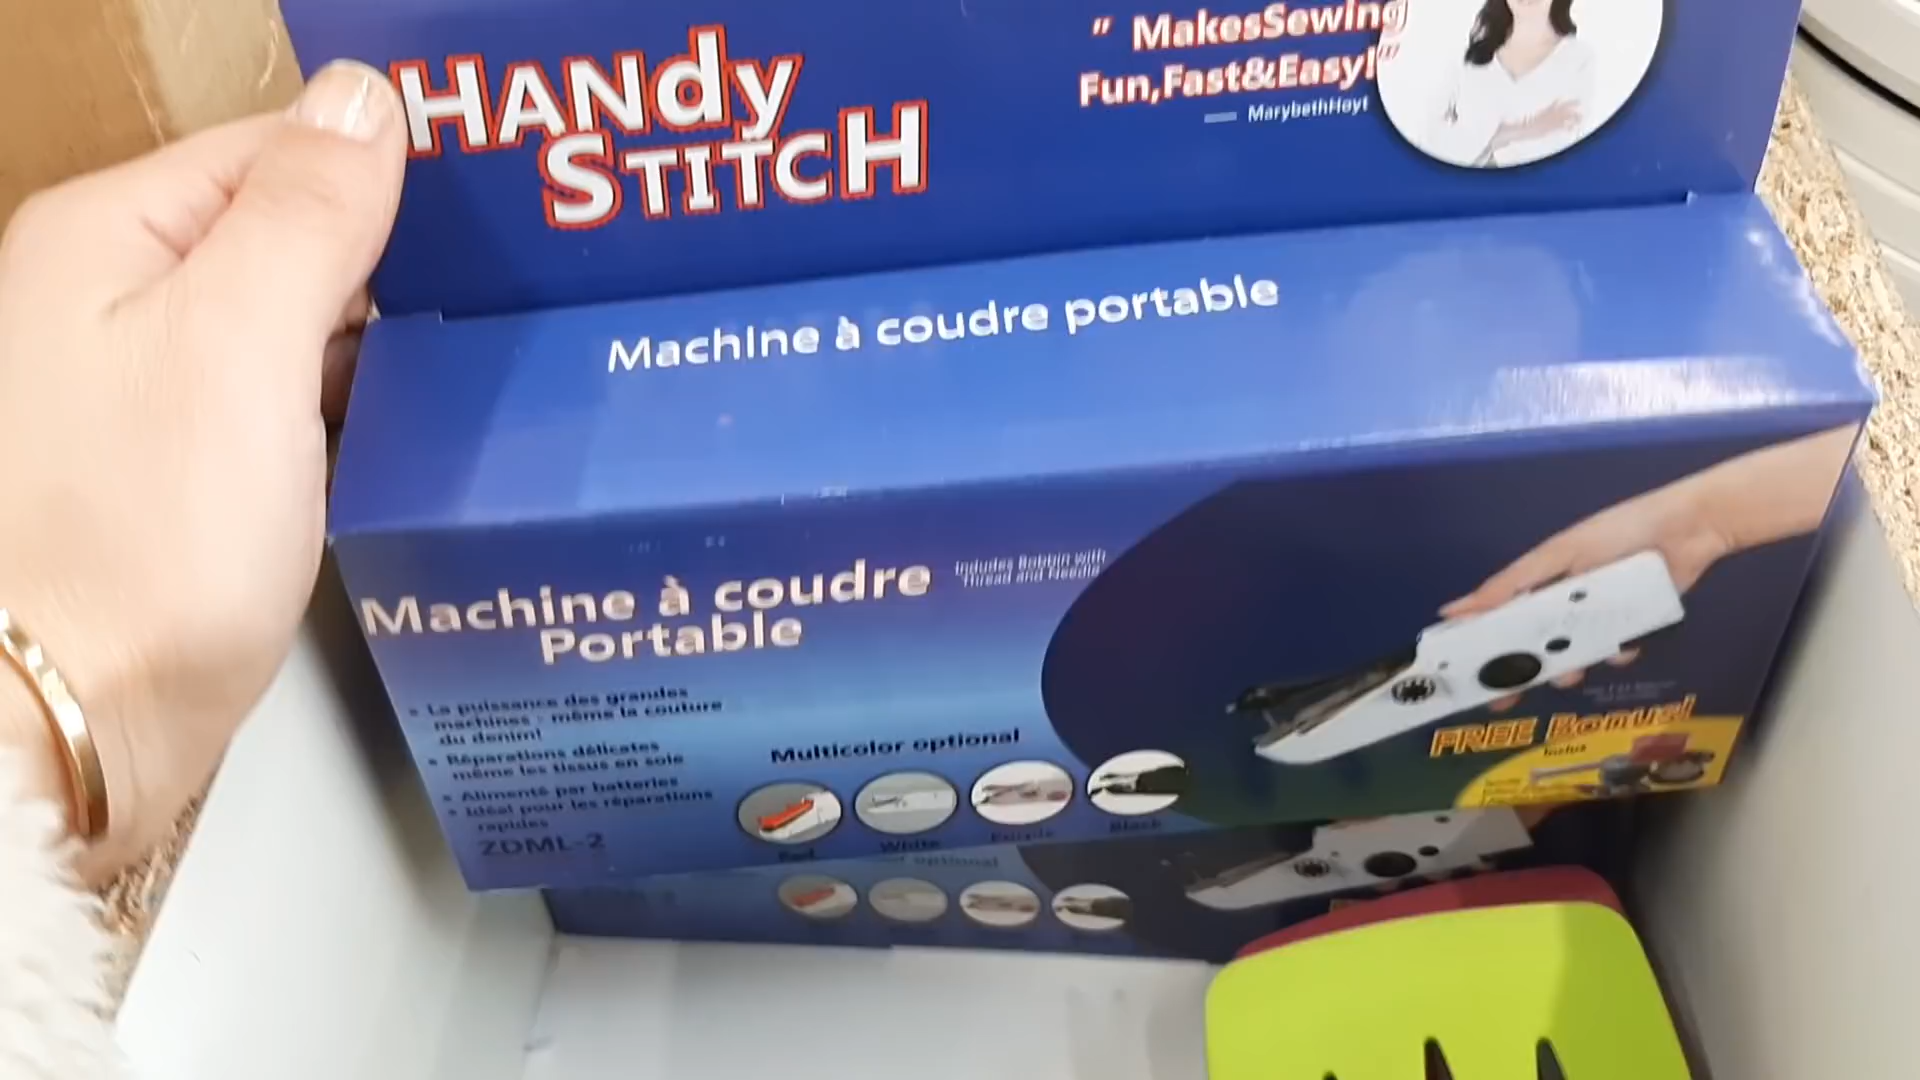 HANdy
STITCH
" MakesSewing
Fun,Fast&Easy!"
— MarybethHoyt
Machine à coudre portable
Machine à coudre
Portable
Includes Bobbin with
Thread and Needle
• La puissance des grandes
machines - même la couture
du denim!
• Réparations délicates
même les tissus en soie
• Alimenté par batteries
• Idéal pour les réparations
rapides
ZDML-2
Multicolor optional
Red
White
Purple
Black
FREE Bonus!
Inclus
optional